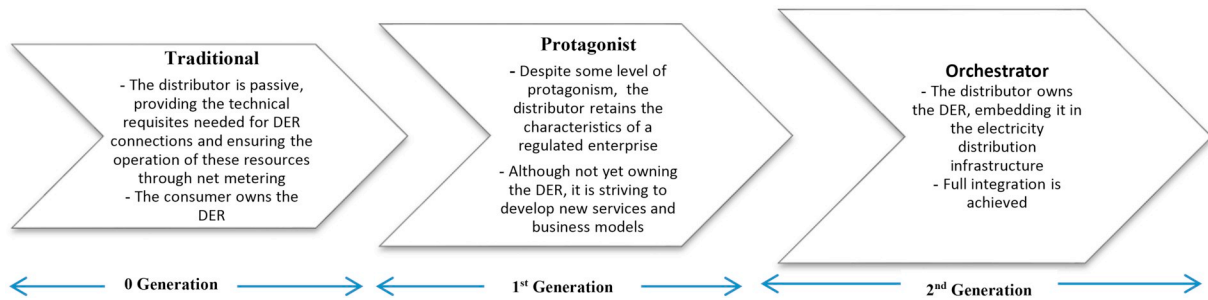 Traditional
- The distributor is passive,
providing the technical
requisites needed for DER
connections and ensuring the
operation of these resources
through net metering
- The consumer owns the
DER
Protagonist
- Despite some level of
protagonism, the
distributor retains the
characteristics of a
regulated enterprise
- Although not yet owning
the DER, it is striving to
develop new services and
business models
Orchestrator
- The distributor owns
the DER, embedding it in
the electricity
distribution
infrastructure
- Full integration is
achieved
0 Generation
1st Generation
2nd Generation